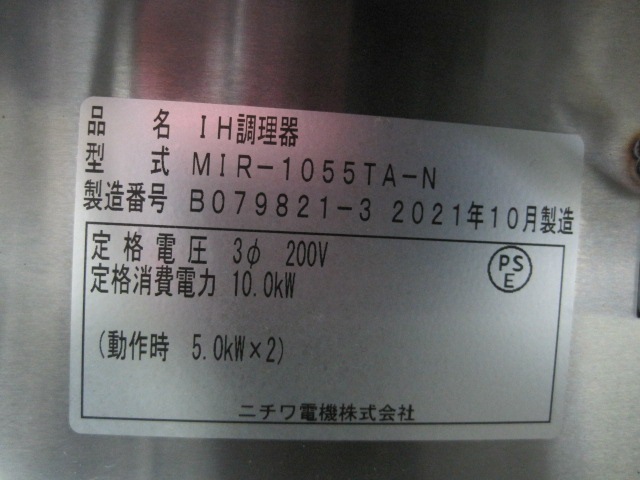 品名 IH調理器
型式 MIR-1055TA-N
製造番号 B079821-3 2021年10月製造
定格電圧 3φ 200V
定格消費電力 10.0kW
PSE
(動作時 5.0kW×2)
ニチワ電機株式会社